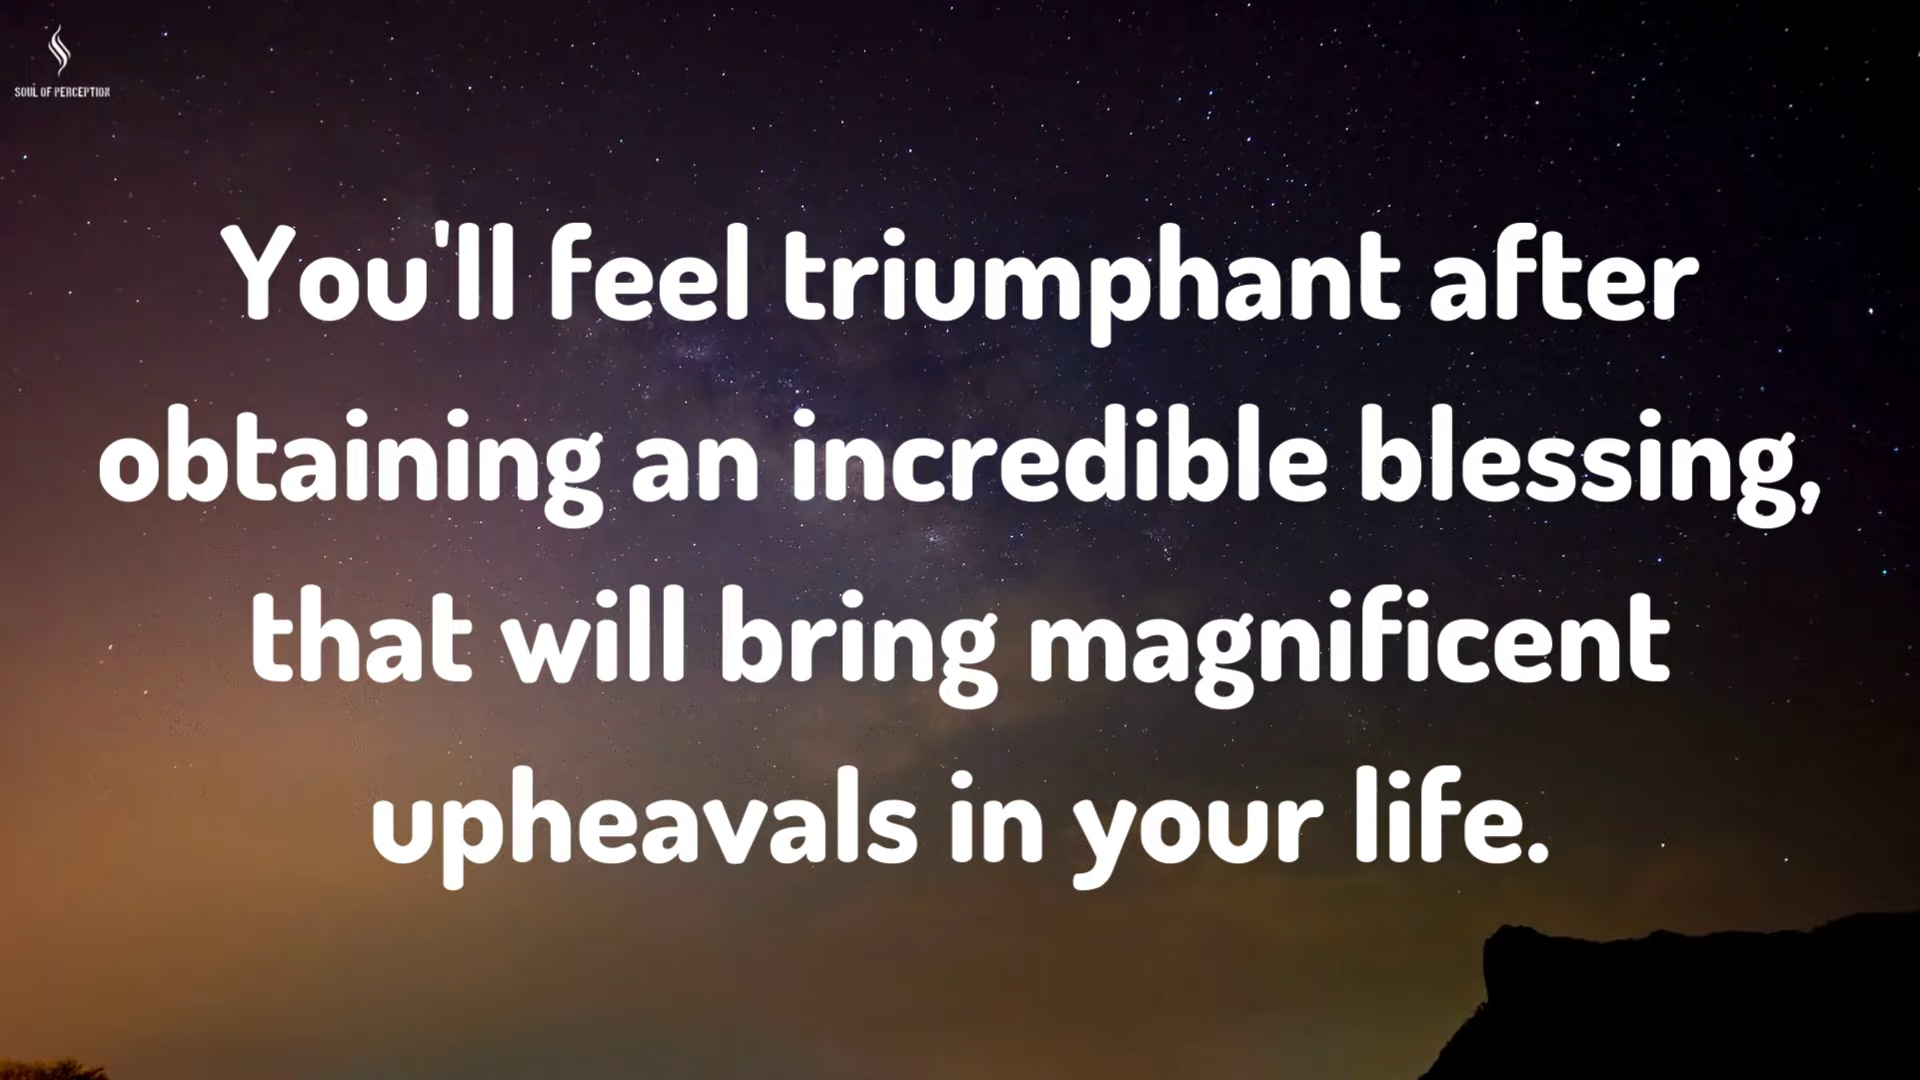 SOUL OF PERCEPTION
You'll feel triumphant after
obtaining an incredible blessing,
that will bring magnificent
upheavals in your life.